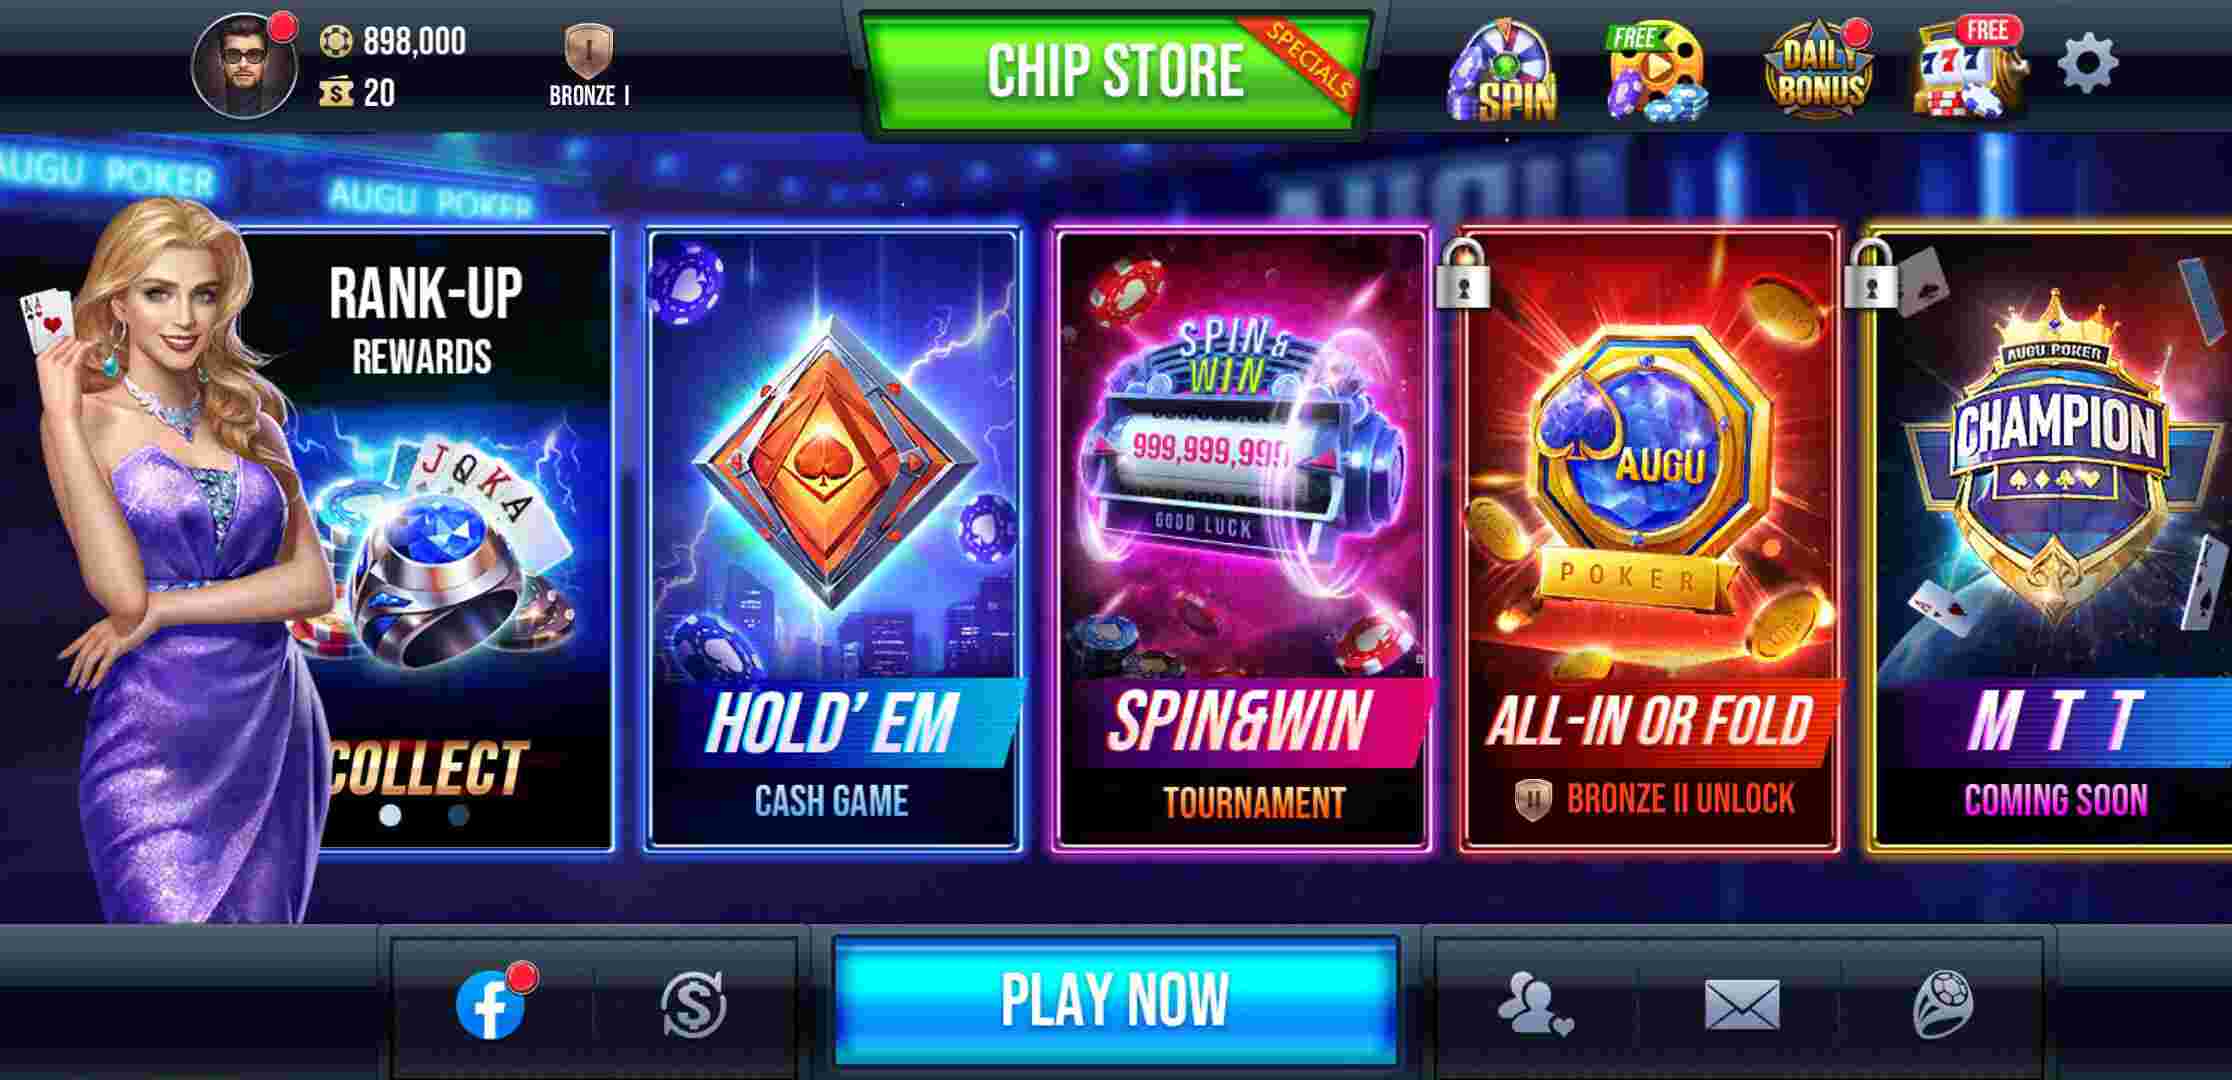 898,000
20
BRONZE I
CHIP STORE
SPECIALS
SPIN
FREE
DAILY
BONUS
777
FREE
AUGU POKER
AUGU POKER
RANK-UP
REWARDS
A
A
J Q K A
COLLECT
HOLD' EM
CASH GAME
SPIN&
WIN
999,999,999
GOOD LUCK
SPIN&WIN
TOURNAMENT
AUGU
POKER
ALL-IN OR FOLD
II BRONZE II UNLOCK
AUGU POKER
CHAMPION
M T T
COMING SOON
PLAY NOW